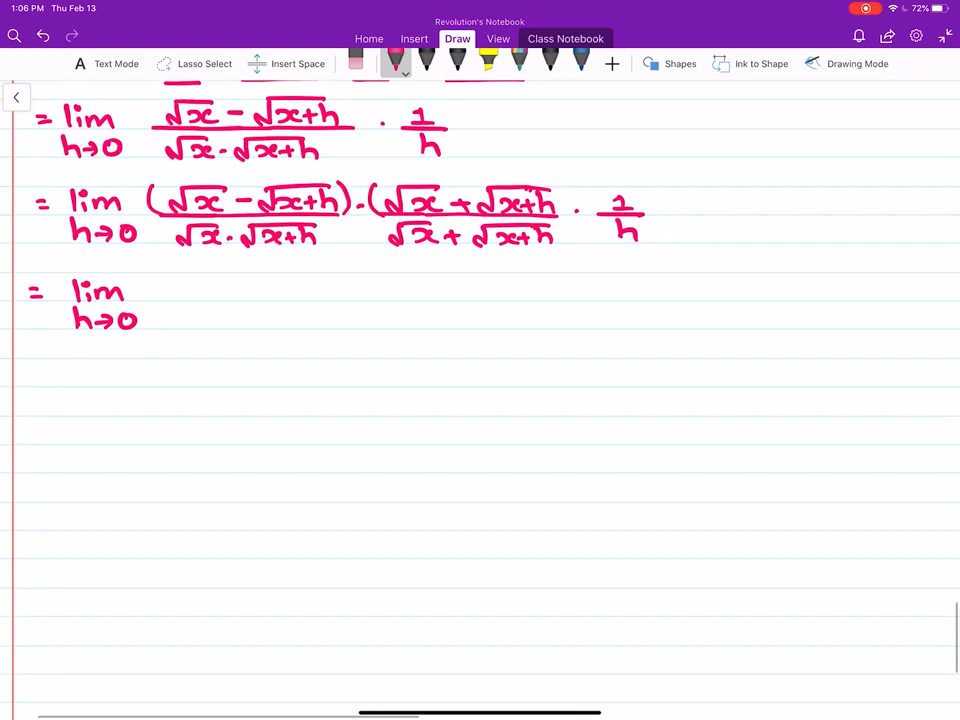 1:06 PM Thu Feb 13 72%
Revolution's Notebook
Home Insert Draw View Class Notebook
A Text Mode Lasso Select Insert Space Shapes Ink to Shape Drawing Mode
= lim h→0 (√x − √(x+h))/(√x · √(x+h)) · 1/h
= lim h→0 (√x − √(x+h)) · (√x + √(x+h) / √x · √(x+h) √x + √(x+h) · 1/h
= lim h→0